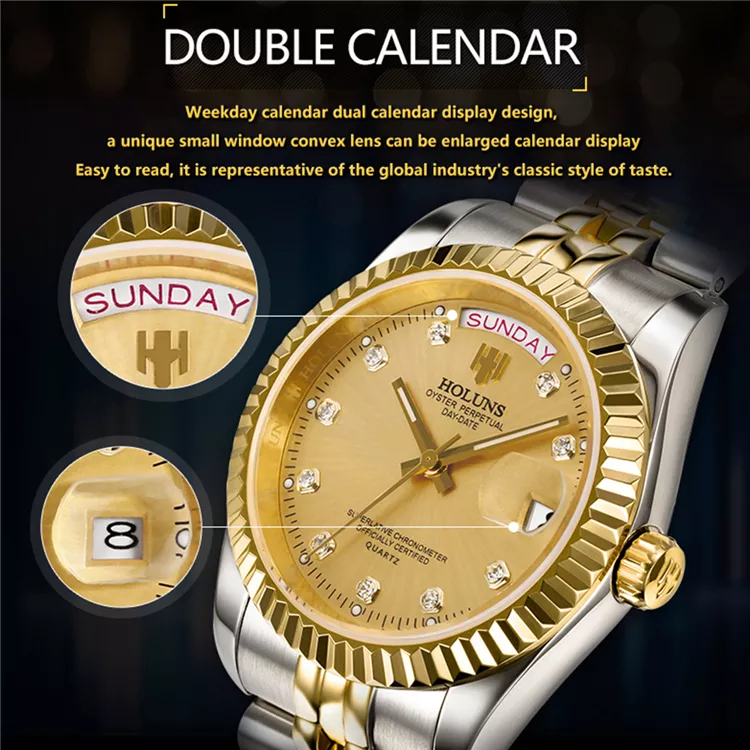 DOUBLE CALENDAR
Weekday calendar dual calendar display design,
a unique small window convex lens can be enlarged calendar display
Easy to read, it is representative of the global industry's classic style of taste.
SUNDAY
SUNDAY
HOLUNS
OYSTER PERPETUAL
DAY-DATE
8
SUPERLATIVE CHRONOMETER
OFFICIALLY CERTIFIED
QUARTZ